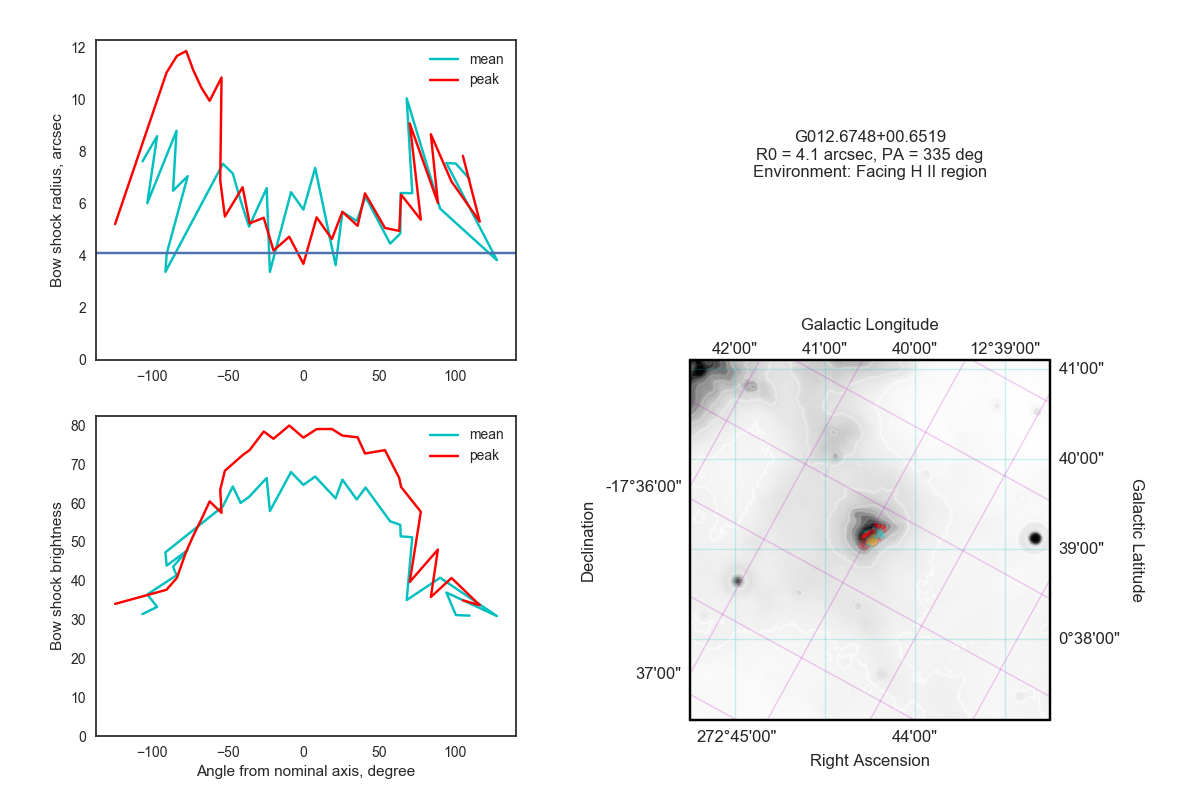 12
10
8
6
4
2
0
Bow shock radius, arcsec
mean
peak
−100
−50
0
50
100
80
70
60
50
40
30
20
10
0
Bow shock brightness
mean
peak
−100
−50
0
50
100
Angle from nominal axis, degree
G012.6748+00.6519
R0 = 4.1 arcsec, PA = 335 deg
Environment: Facing H II region
Galactic Longitude
42'00"
41'00"
40'00"
12°39'00"
41'00"
40'00"
39'00"
0°38'00"
Galactic Latitude
-17°36'00"
37'00"
Declination
272°45'00"
44'00"
Right Ascension